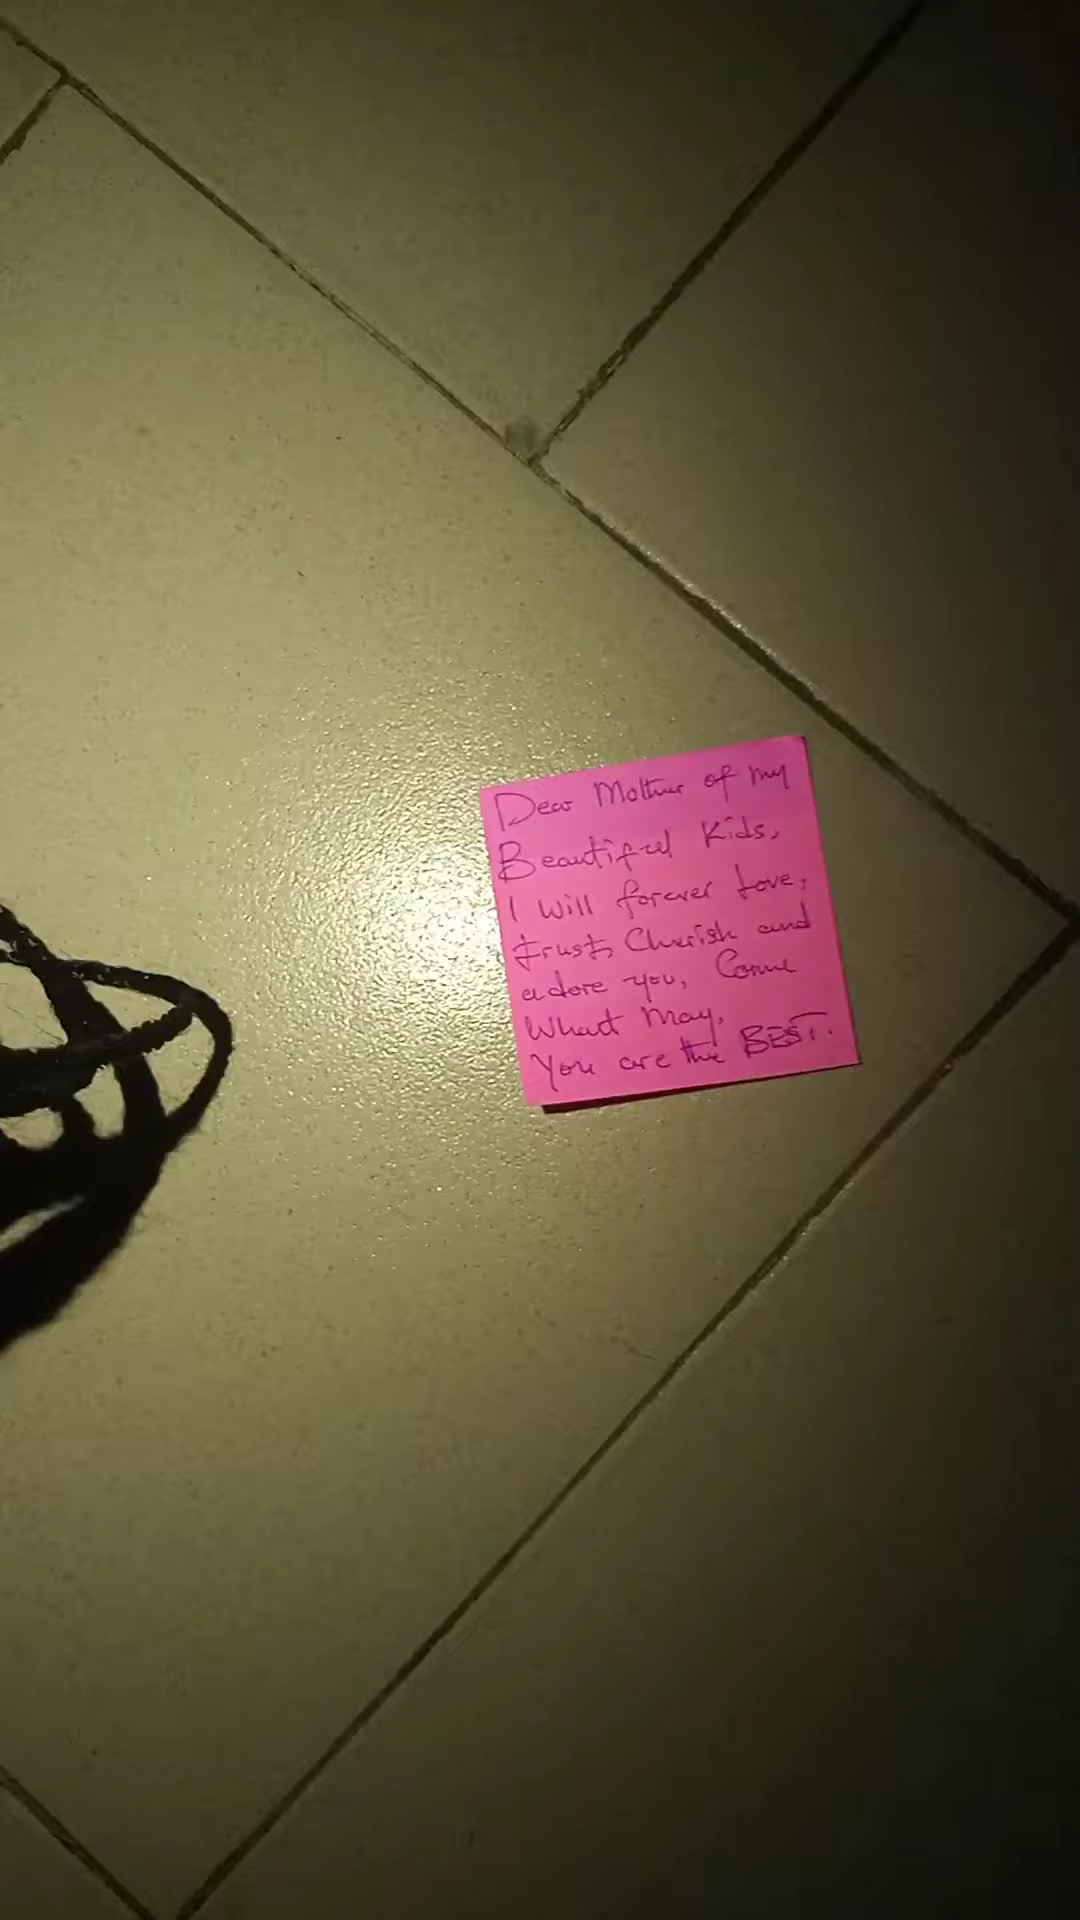 Dear Mother of my
Beautiful Kids,
I will forever love,
trust, Cherish and
adore you, Come
What may.
You are the BEST.